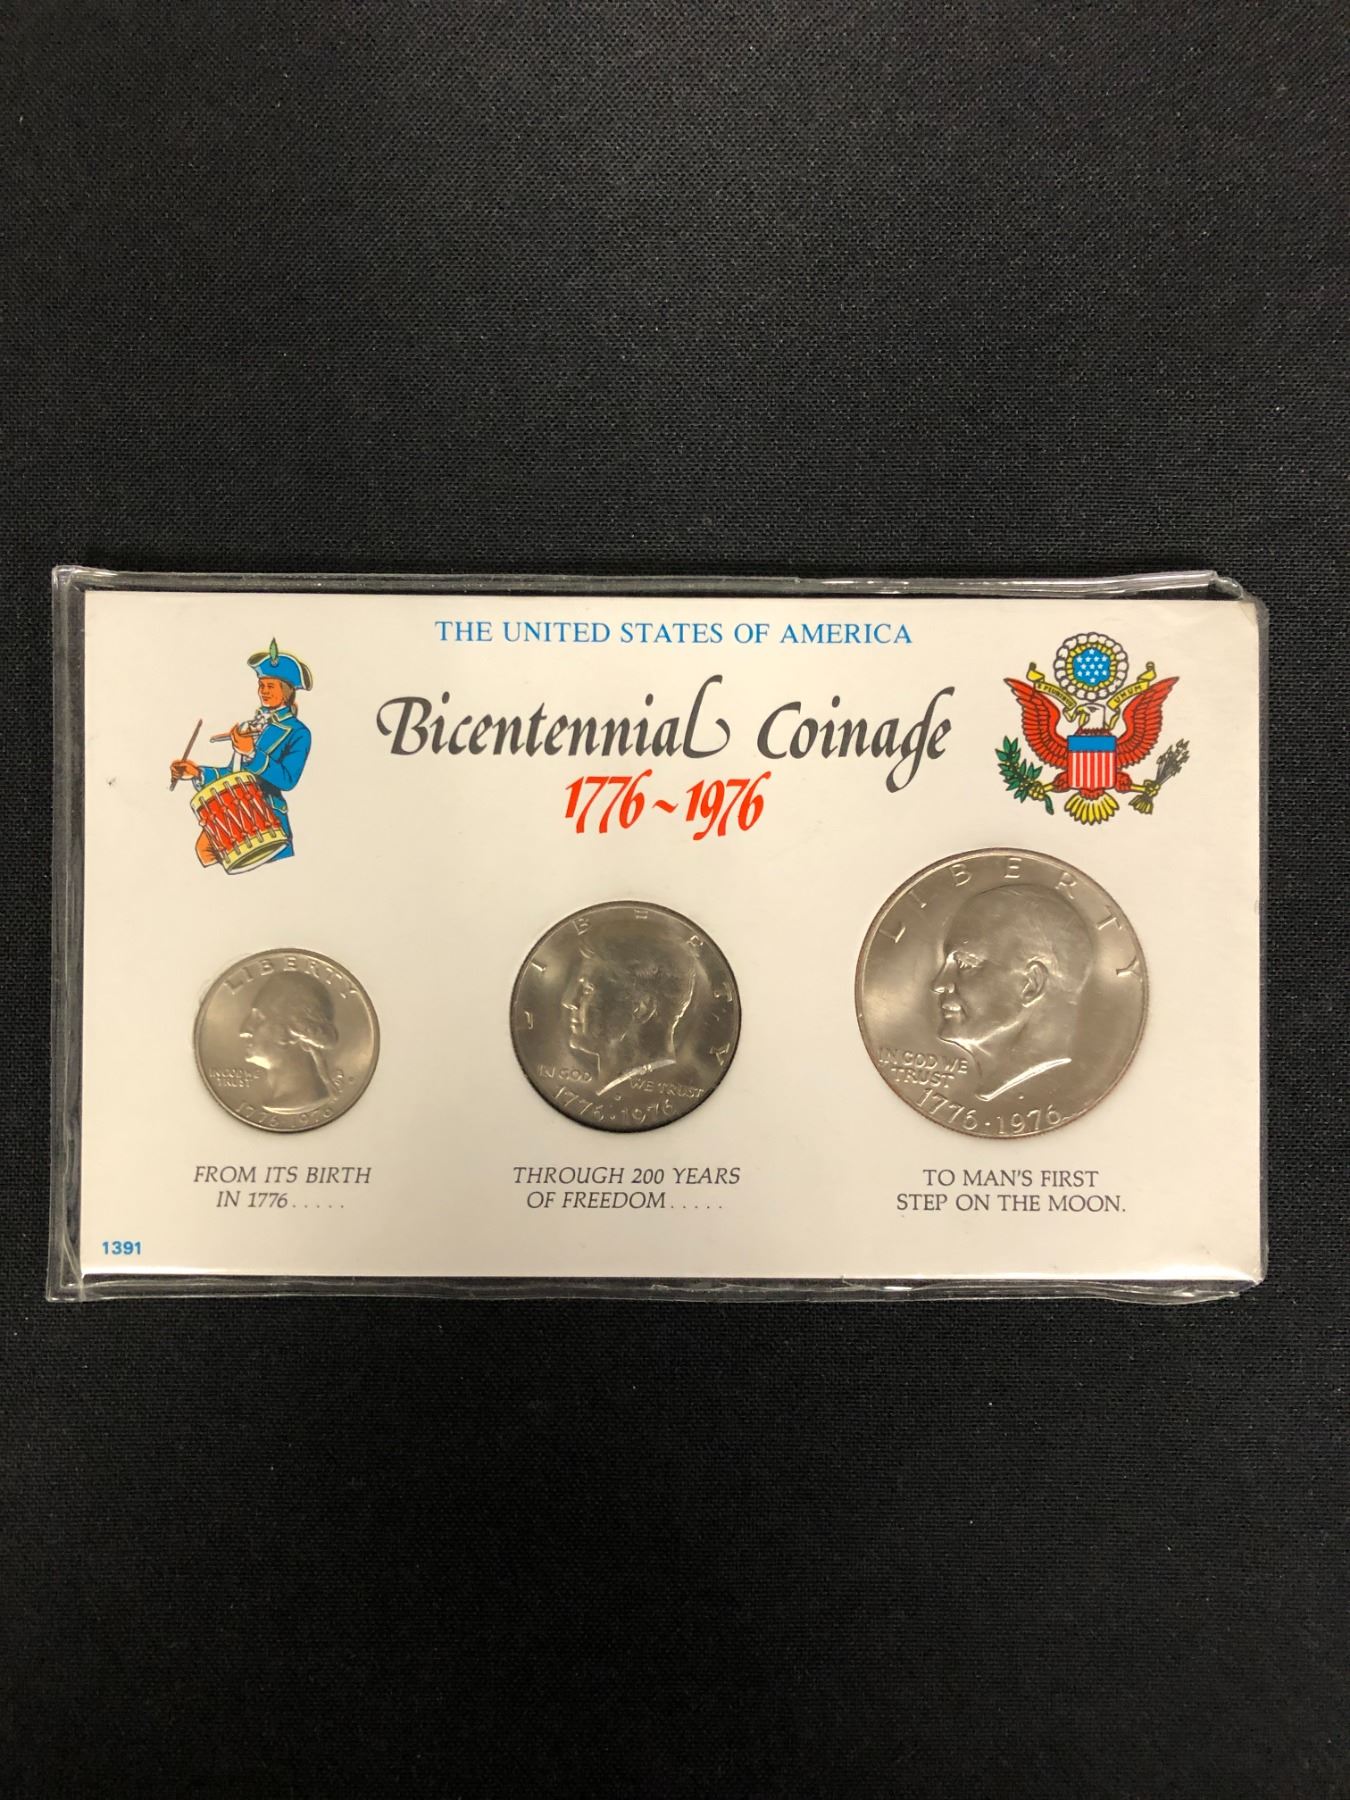 THE UNITED STATES OF AMERICA
Bicentennial Coinage
1776~1976
LIBERTY
IN GOD WE
TRUST
1776·1976
LIBERTY
IN GOD WE TRUST
1776·1976
LIBERTY
IN GOD WE
TRUST
1776·1976
FROM ITS BIRTH
IN 1776.....
THROUGH 200 YEARS
OF FREEDOM.....
TO MAN'S FIRST
STEP ON THE MOON.
1391